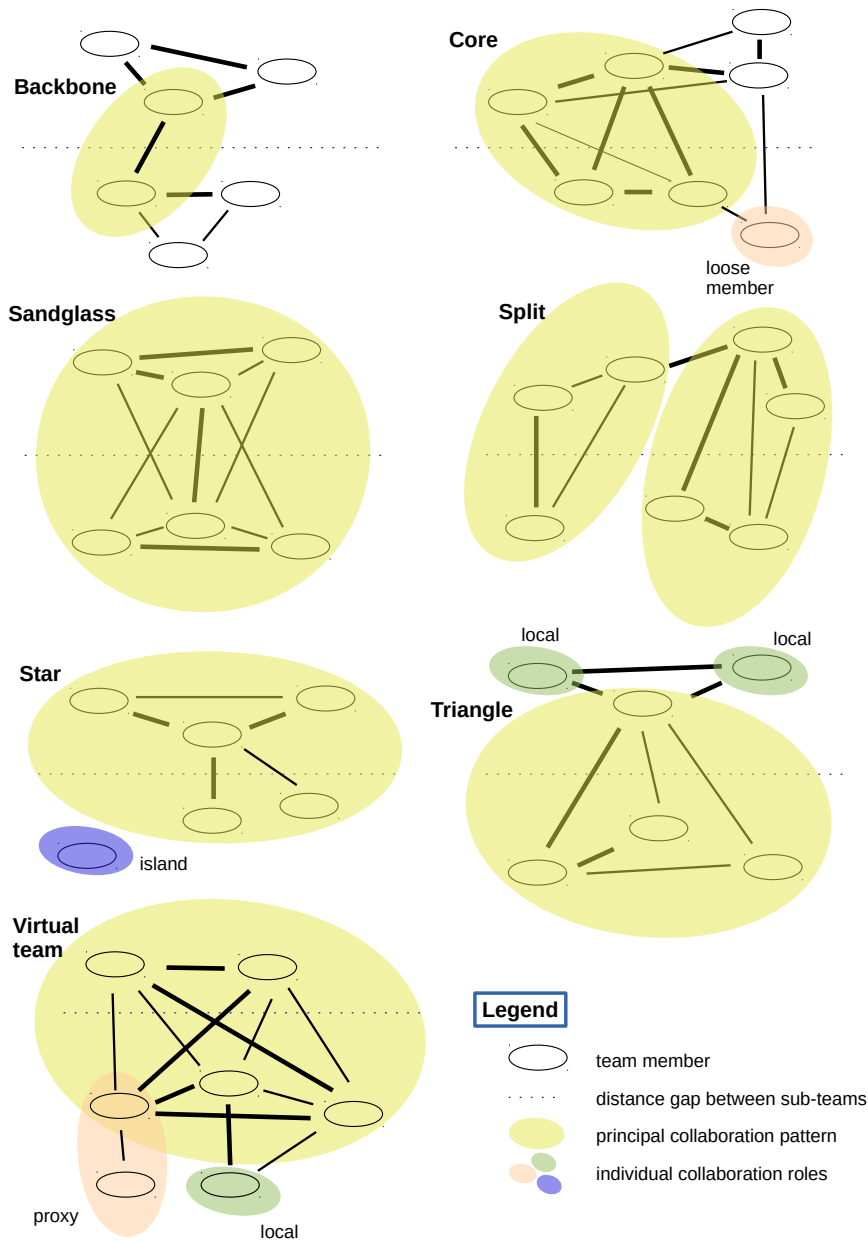 Backbone
Core
loose
member
Sandglass
Split
local
local
Star
Triangle
island
Virtual
team
proxy
local
Legend
team member
distance gap between sub-teams
principal collaboration pattern
individual collaboration roles